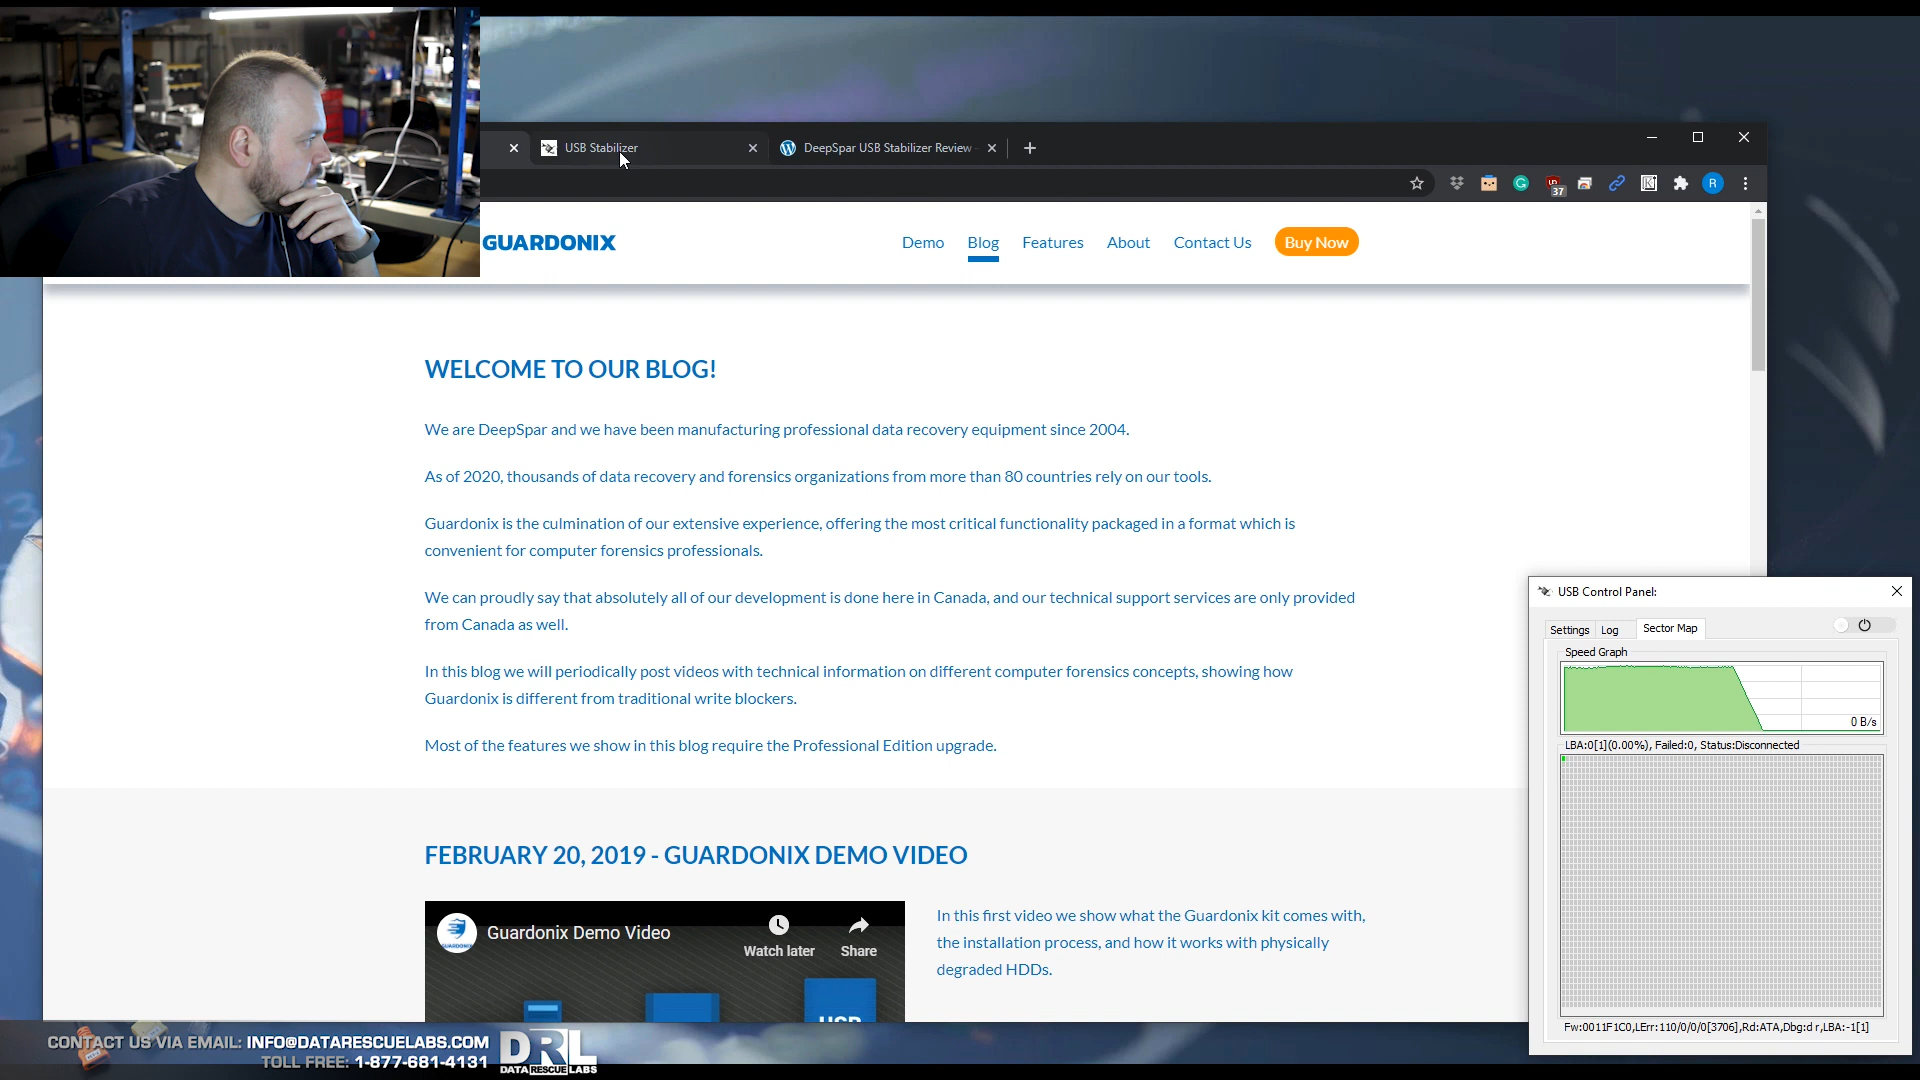 USB Stabilizer
DeepSpar USB Stabilizer Review
37
R
GUARDONIX
Demo
Blog
Features
About
Contact Us
Buy Now
WELCOME TO OUR BLOG!
We are DeepSpar and we have been manufacturing professional data recovery equipment since 2004.
As of 2020, thousands of data recovery and forensics organizations from more than 80 countries rely on our tools.
Guardonix is the culmination of our extensive experience, offering the most critical functionality packaged in a format which is
convenient for computer forensics professionals.
We can proudly say that absolutely all of our development is done here in Canada, and our technical support services are only provided
from Canada as well.
In this blog we will periodically post videos with technical information on different computer forensics concepts, showing how
Guardonix is different from traditional write blockers.
Most of the features we show in this blog require the Professional Edition upgrade.
FEBRUARY 20, 2019 - GUARDONIX DEMO VIDEO
Guardonix Demo Video
Watch later
Share
In this first video we show what the Guardonix kit comes with,
the installation process, and how it works with physically
degraded HDDs.
USB Control Panel:
Settings
Log
Sector Map
Speed Graph
0 B/s
LBA:0[1](0.00%), Failed:0, Status:Disconnected
Fw:0011F1C0,LErr:110/0/0/0[3706],Rd:ATA,Dbg:d r,LBA:-1[1]
CONTACT US VIA EMAIL: INFO@DATARESCUELABS.COM
TOLL FREE: 1-877-681-4131
DRL
DATA RESCUE LABS